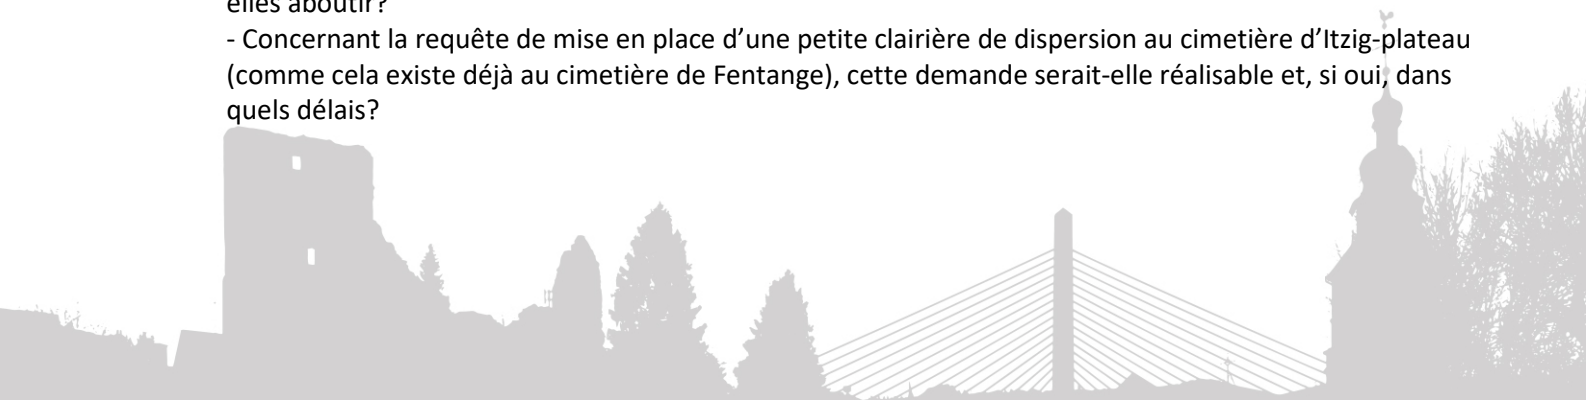 elles aboutir?
- Concernant la requête de mise en place d’une petite clairière de dispersion au cimetière d’Itzig-plateau
(comme cela existe déjà au cimetière de Fentange), cette demande serait-elle réalisable et, si oui, dans
quels délais?